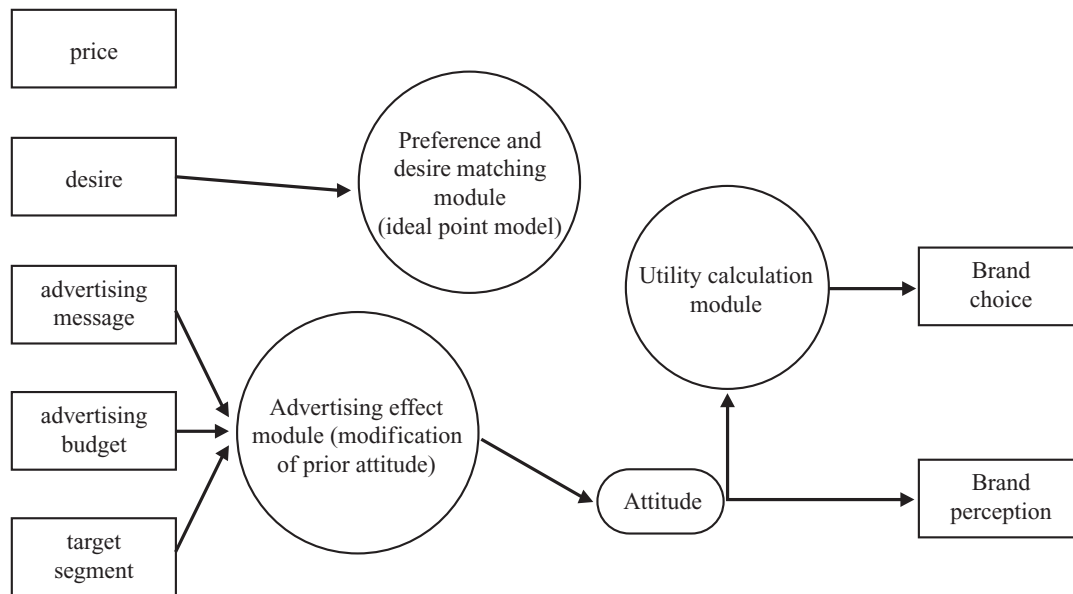 price
desire
advertising
message
advertising
budget
target
segment
Preference and
desire matching
module
(ideal point model)
Advertising effect
module (modification
of prior attitude)
Attitude
Utility calculation
module
Brand
choice
Brand
perception